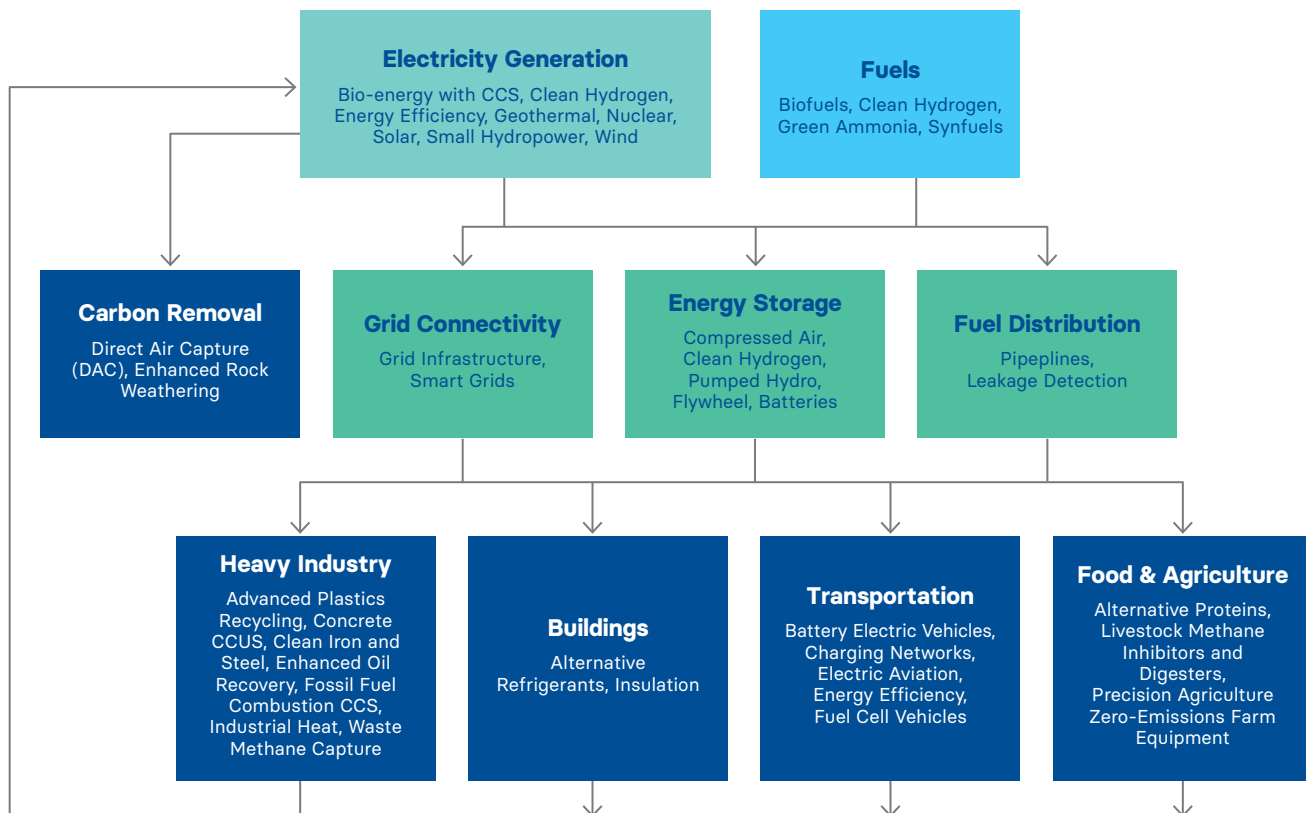 Electricity Generation
Bio-energy with CCS, Clean Hydrogen,
Energy Efficiency, Geothermal, Nuclear,
Solar, Small Hydropower, Wind
Fuels
Biofuels, Clean Hydrogen,
Green Ammonia, Synfuels
Carbon Removal
Direct Air Capture
(DAC), Enhanced Rock
Weathering
Grid Connectivity
Grid Infrastructure,
Smart Grids
Energy Storage
Compressed Air,
Clean Hydrogen,
Pumped Hydro,
Flywheel, Batteries
Fuel Distribution
Pipeplines,
Leakage Detection
Heavy Industry
Advanced Plastics
Recycling, Concrete
CCUS, Clean Iron and
Steel, Enhanced Oil
Recovery, Fossil Fuel
Combustion CCS,
Industrial Heat, Waste
Methane Capture
Buildings
Alternative
Refrigerants, Insulation
Transportation
Battery Electric Vehicles,
Charging Networks,
Electric Aviation,
Energy Efficiency,
Fuel Cell Vehicles
Food & Agriculture
Alternative Proteins,
Livestock Methane
Inhibitors and
Digesters,
Precision Agriculture
Zero-Emissions Farm
Equipment